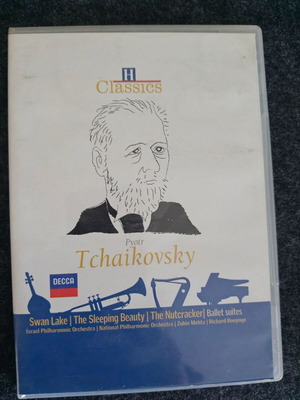 H
Classics
Pyotr
Tchaikovsky
DECCA
Swan Lake | The Sleeping Beauty | The Nutcracker | Ballet suites
Israel Philharmonic Orchestra | National Philharmonic Orchestra | Zubin Mehta | Richard Bonynge